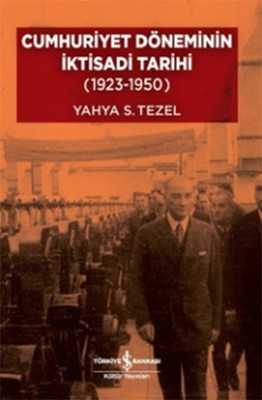 CUMHURİYET DÖNEMİNİN
İKTİSADİ TARİHİ
(1923-1950)
YAHYA S. TEZEL
TÜRKİYE İŞ BANKASI
Kültür Yayınları